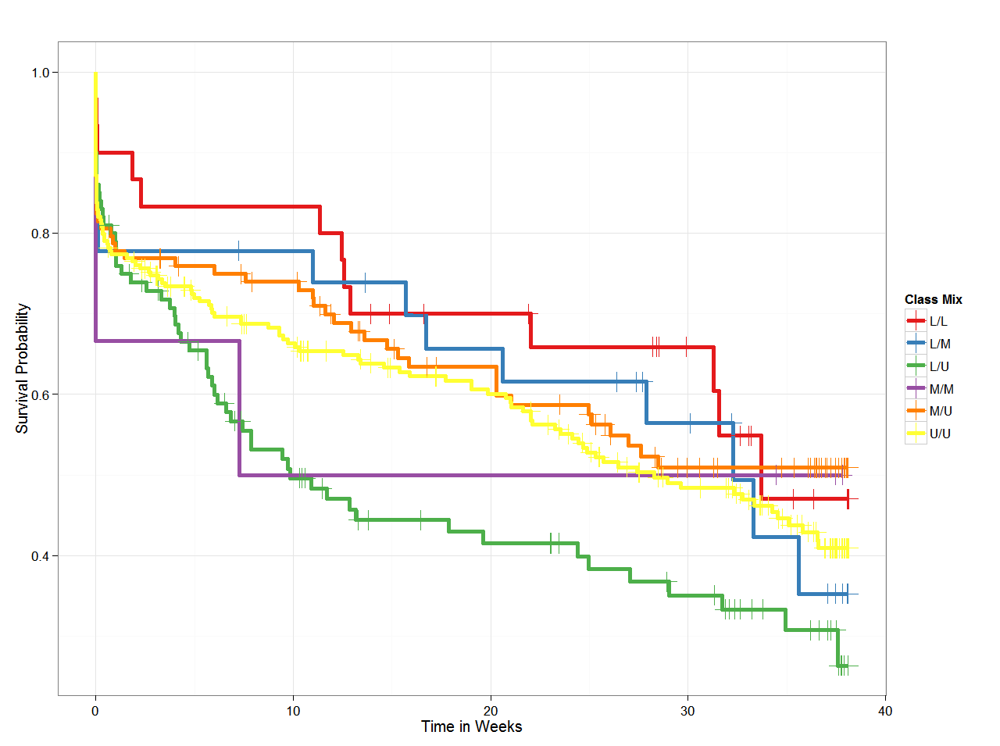 1.0
0.8
0.6
0.4
Survival Probability
0
10
20
30
40
Time in Weeks
Class Mix
L/L
L/M
L/U
M/M
M/U
U/U